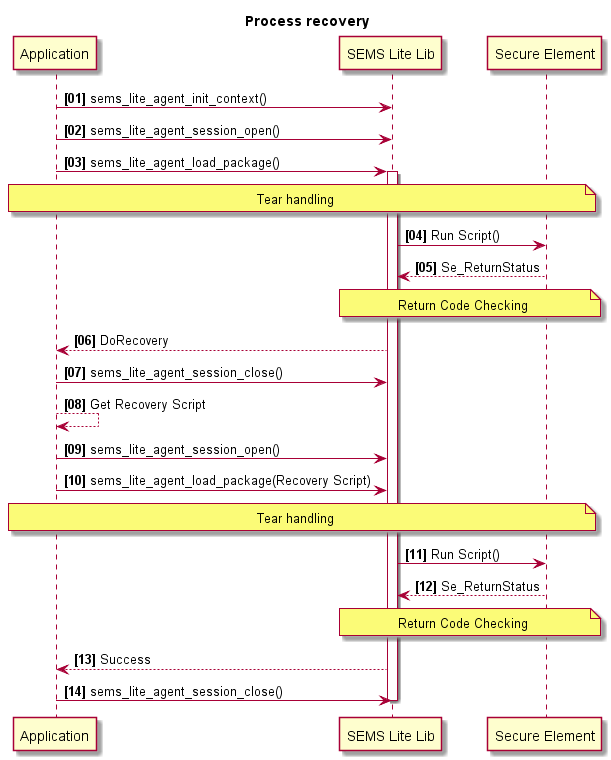 Process recovery
Application SEMS Lite Lib Secure Element
[01] sems_lite_agent_init_context()
[02] sems_lite_agent_session_open()
[03] sems_lite_agent_load_package()
Tear handling
[04] Run Script()
[05] Se_ReturnStatus
Return Code Checking
[06] DoRecovery
[07] sems_lite_agent_session_close()
[08] Get Recovery Script
[09] sems_lite_agent_session_open()
[10] sems_lite_agent_load_package(Recovery Script)
Tear handling
[11] Run Script()
[12] Se_ReturnStatus
Return Code Checking
[13] Success
[14] sems_lite_agent_session_close()
Application SEMS Lite Lib Secure Element